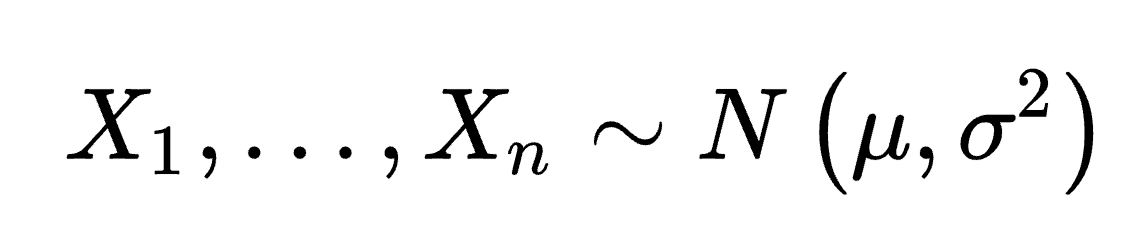 X₁, . . . , Xₙ ∼ N (μ, σ²)